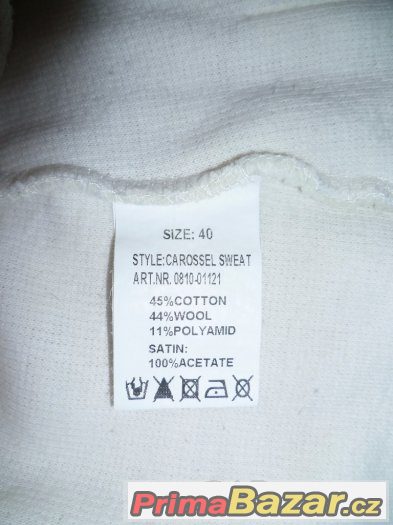 SIZE: 40
STYLE:CAROSSEL SWEAT
ART.NR. 0810-01121
45%COTTON
44%WOOL
11%POLYAMID
SATIN:
100%ACETATE
PrimaBazar.cz